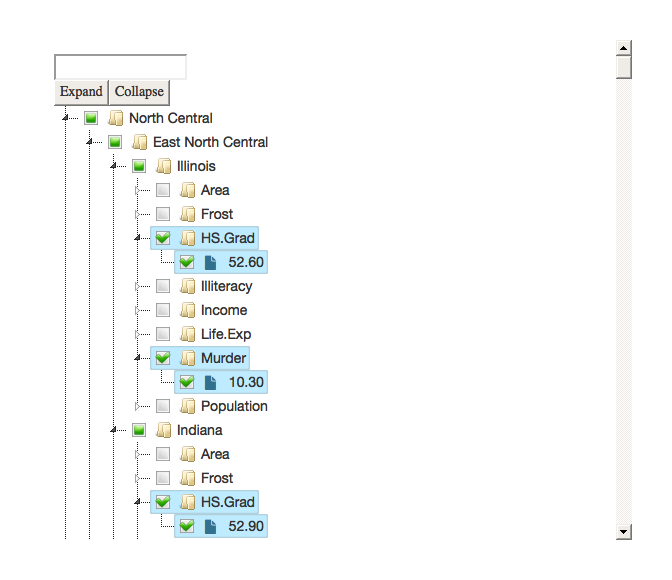 Expand Collapse
North Central
East North Central
Illinois
Area
Frost
HS.Grad
52.60
Illiteracy
Income
Life.Exp
Murder
10.30
Population
Indiana
Area
Frost
HS.Grad
52.90